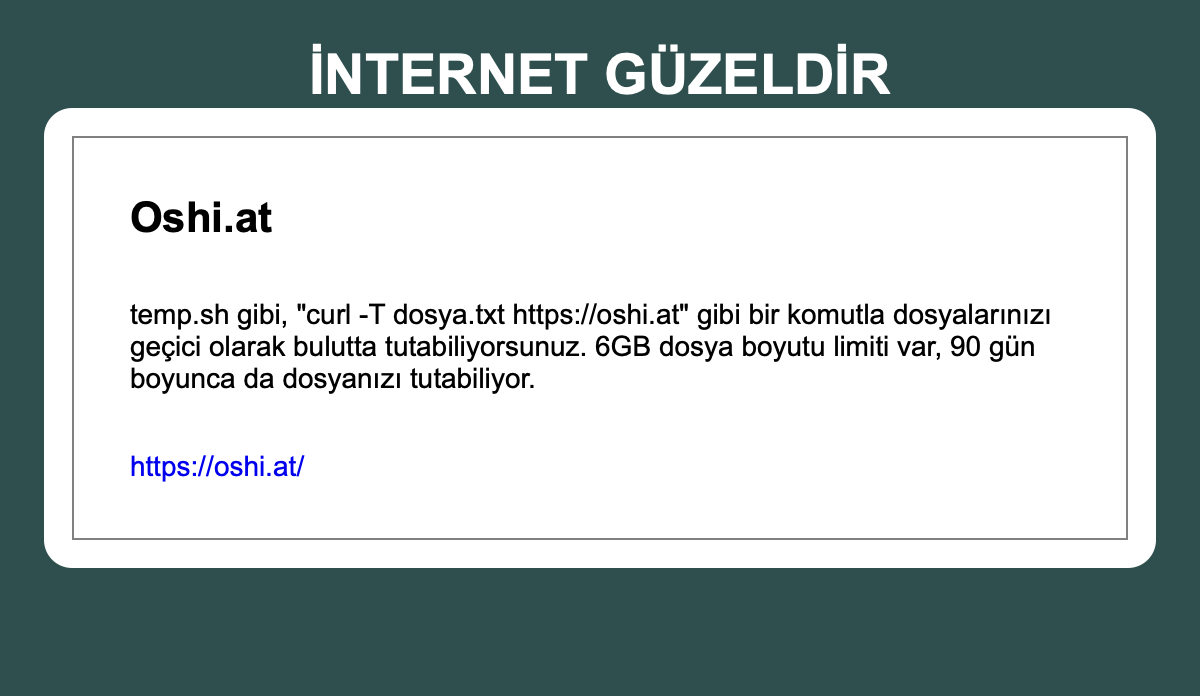 İNTERNET GÜZELDİR
Oshi.at
temp.sh gibi, "curl -T dosya.txt https://oshi.at" gibi bir komutla dosyalarınızı
geçici olarak bulutta tutabiliyorsunuz. 6GB dosya boyutu limiti var, 90 gün
boyunca da dosyanızı tutabiliyor.
https://oshi.at/